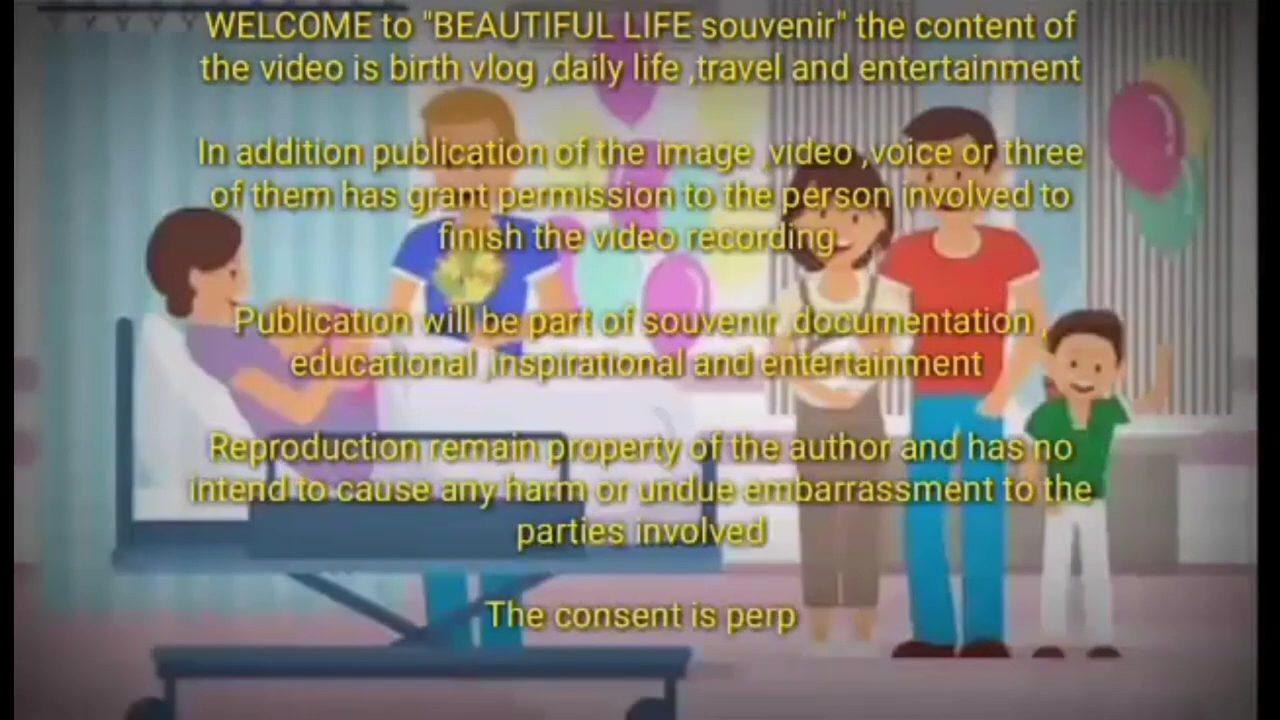 WELCOME to "BEAUTIFUL LIFE souvenir" the content of
the video is birth vlog ,daily life ,travel and entertainment
In addition publication of the image ,video ,voice or three
of them has grant permission to the person involved to
finish the video recording
Publication will be part of souvenir ,documentation ,
educational ,inspirational and entertainment
Reproduction remain property of the author and has no
intend to cause any harm or undue embarrassment to the
parties involved
The consent is perp